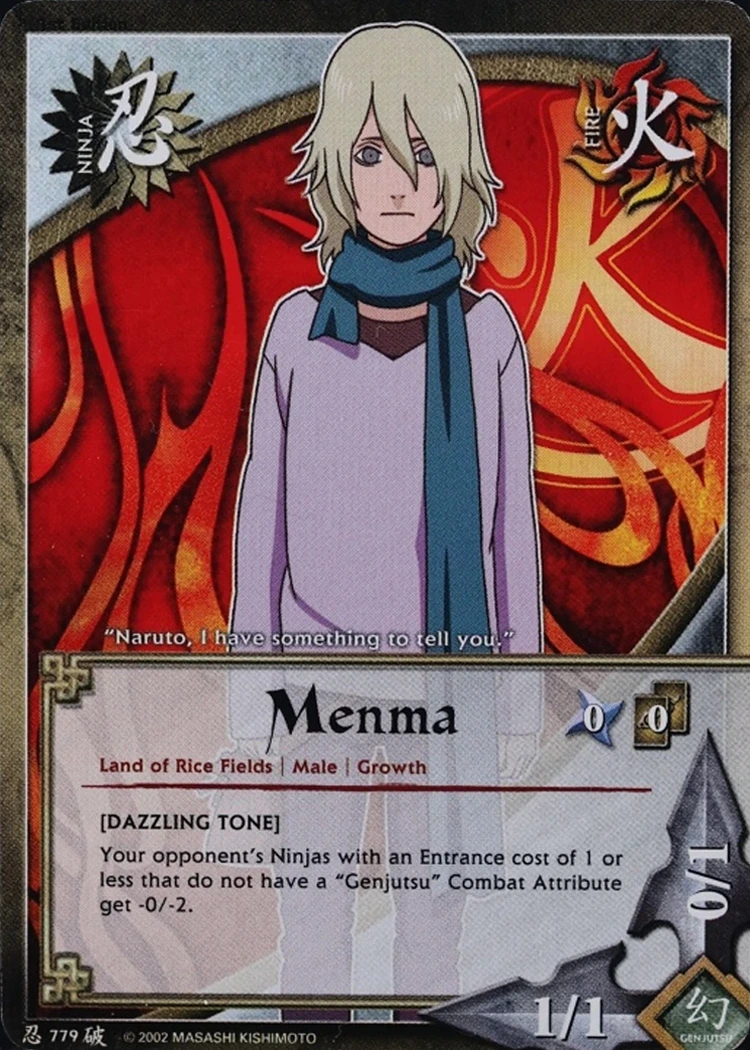 1st Edition
NINJA
忍
FIRE
火
"Naruto, I have something to tell you."
Menma
0
0
Land of Rice Fields | Male | Growth
[DAZZLING TONE]
Your opponent's Ninjas with an Entrance cost of 1 or
less that do not have a "Genjutsu" Combat Attribute
get -0/-2.
1/0
1/1
幻
GENJUTSU
忍 779 破 © 2002 MASASHI KISHIMOTO